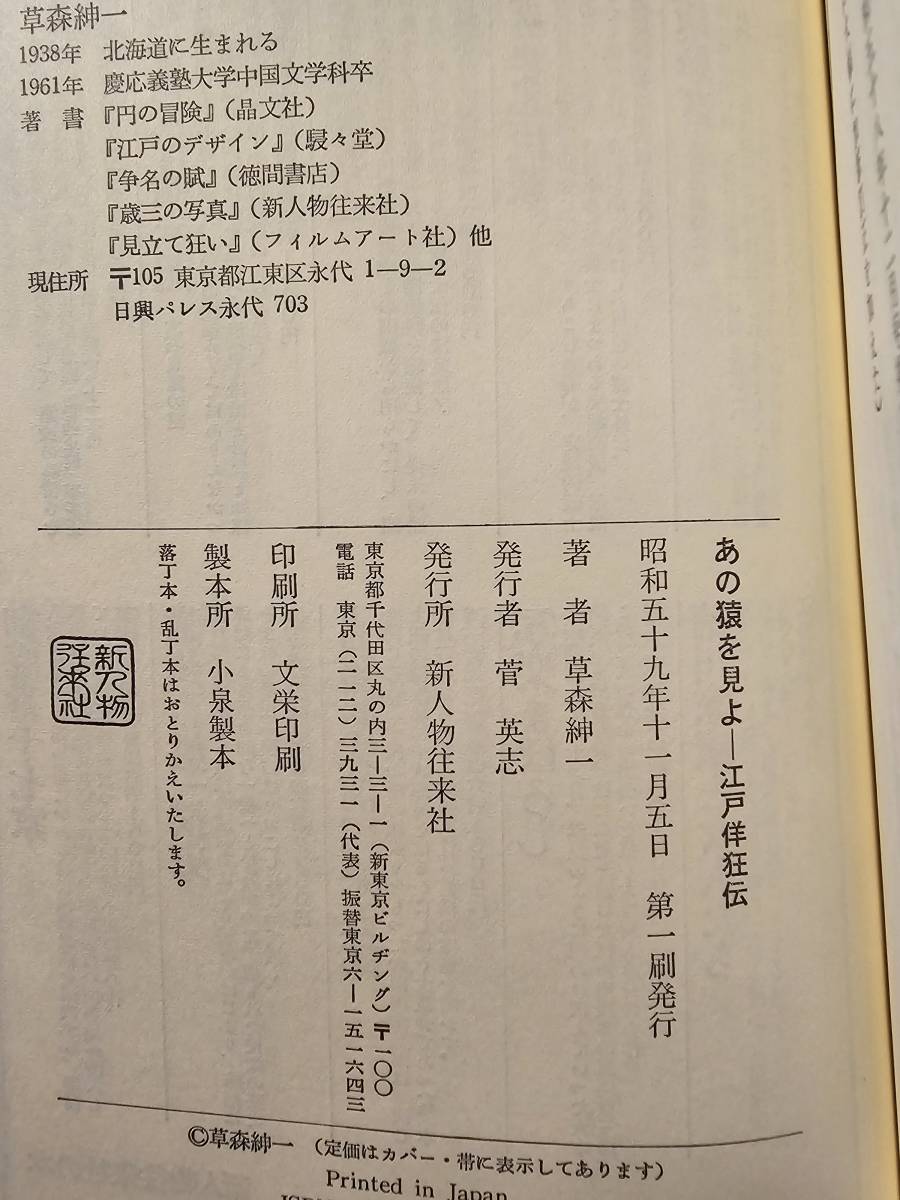 草森紳一
1938年 北海道に生まれる
1961年 慶応義塾大学中国文学科卒
著 書 『円の冒険』(晶文社)
『江戸のデザイン』(駸々堂)
『争名の賦』(徳間書店)
『歳三の写真』(新人物往来社)
『見立て狂い』(フィルムアート社)他
現住所 〒105 東京都江東区永代 1―9―2
日興パレス永代 703
あの猿を見よ―江戸佯狂伝
昭和五十九年十一月五日 第一刷発行
著 者 草森紳一
発行者 菅 英志
発行所 新人物往来社
東京都千代田区丸の内三―三―一(新東京ビルヂング)〒一〇〇
電話 東京(二一二)三九三一(代表)振替東京六―一五一六四三
印刷所 文栄印刷
製本所 小泉製本
落丁本・乱丁本はおとりかえいたします。
新人物
往来社
©草森紳一 (定価はカバー・帯に表示してあります)
Printed in Japan